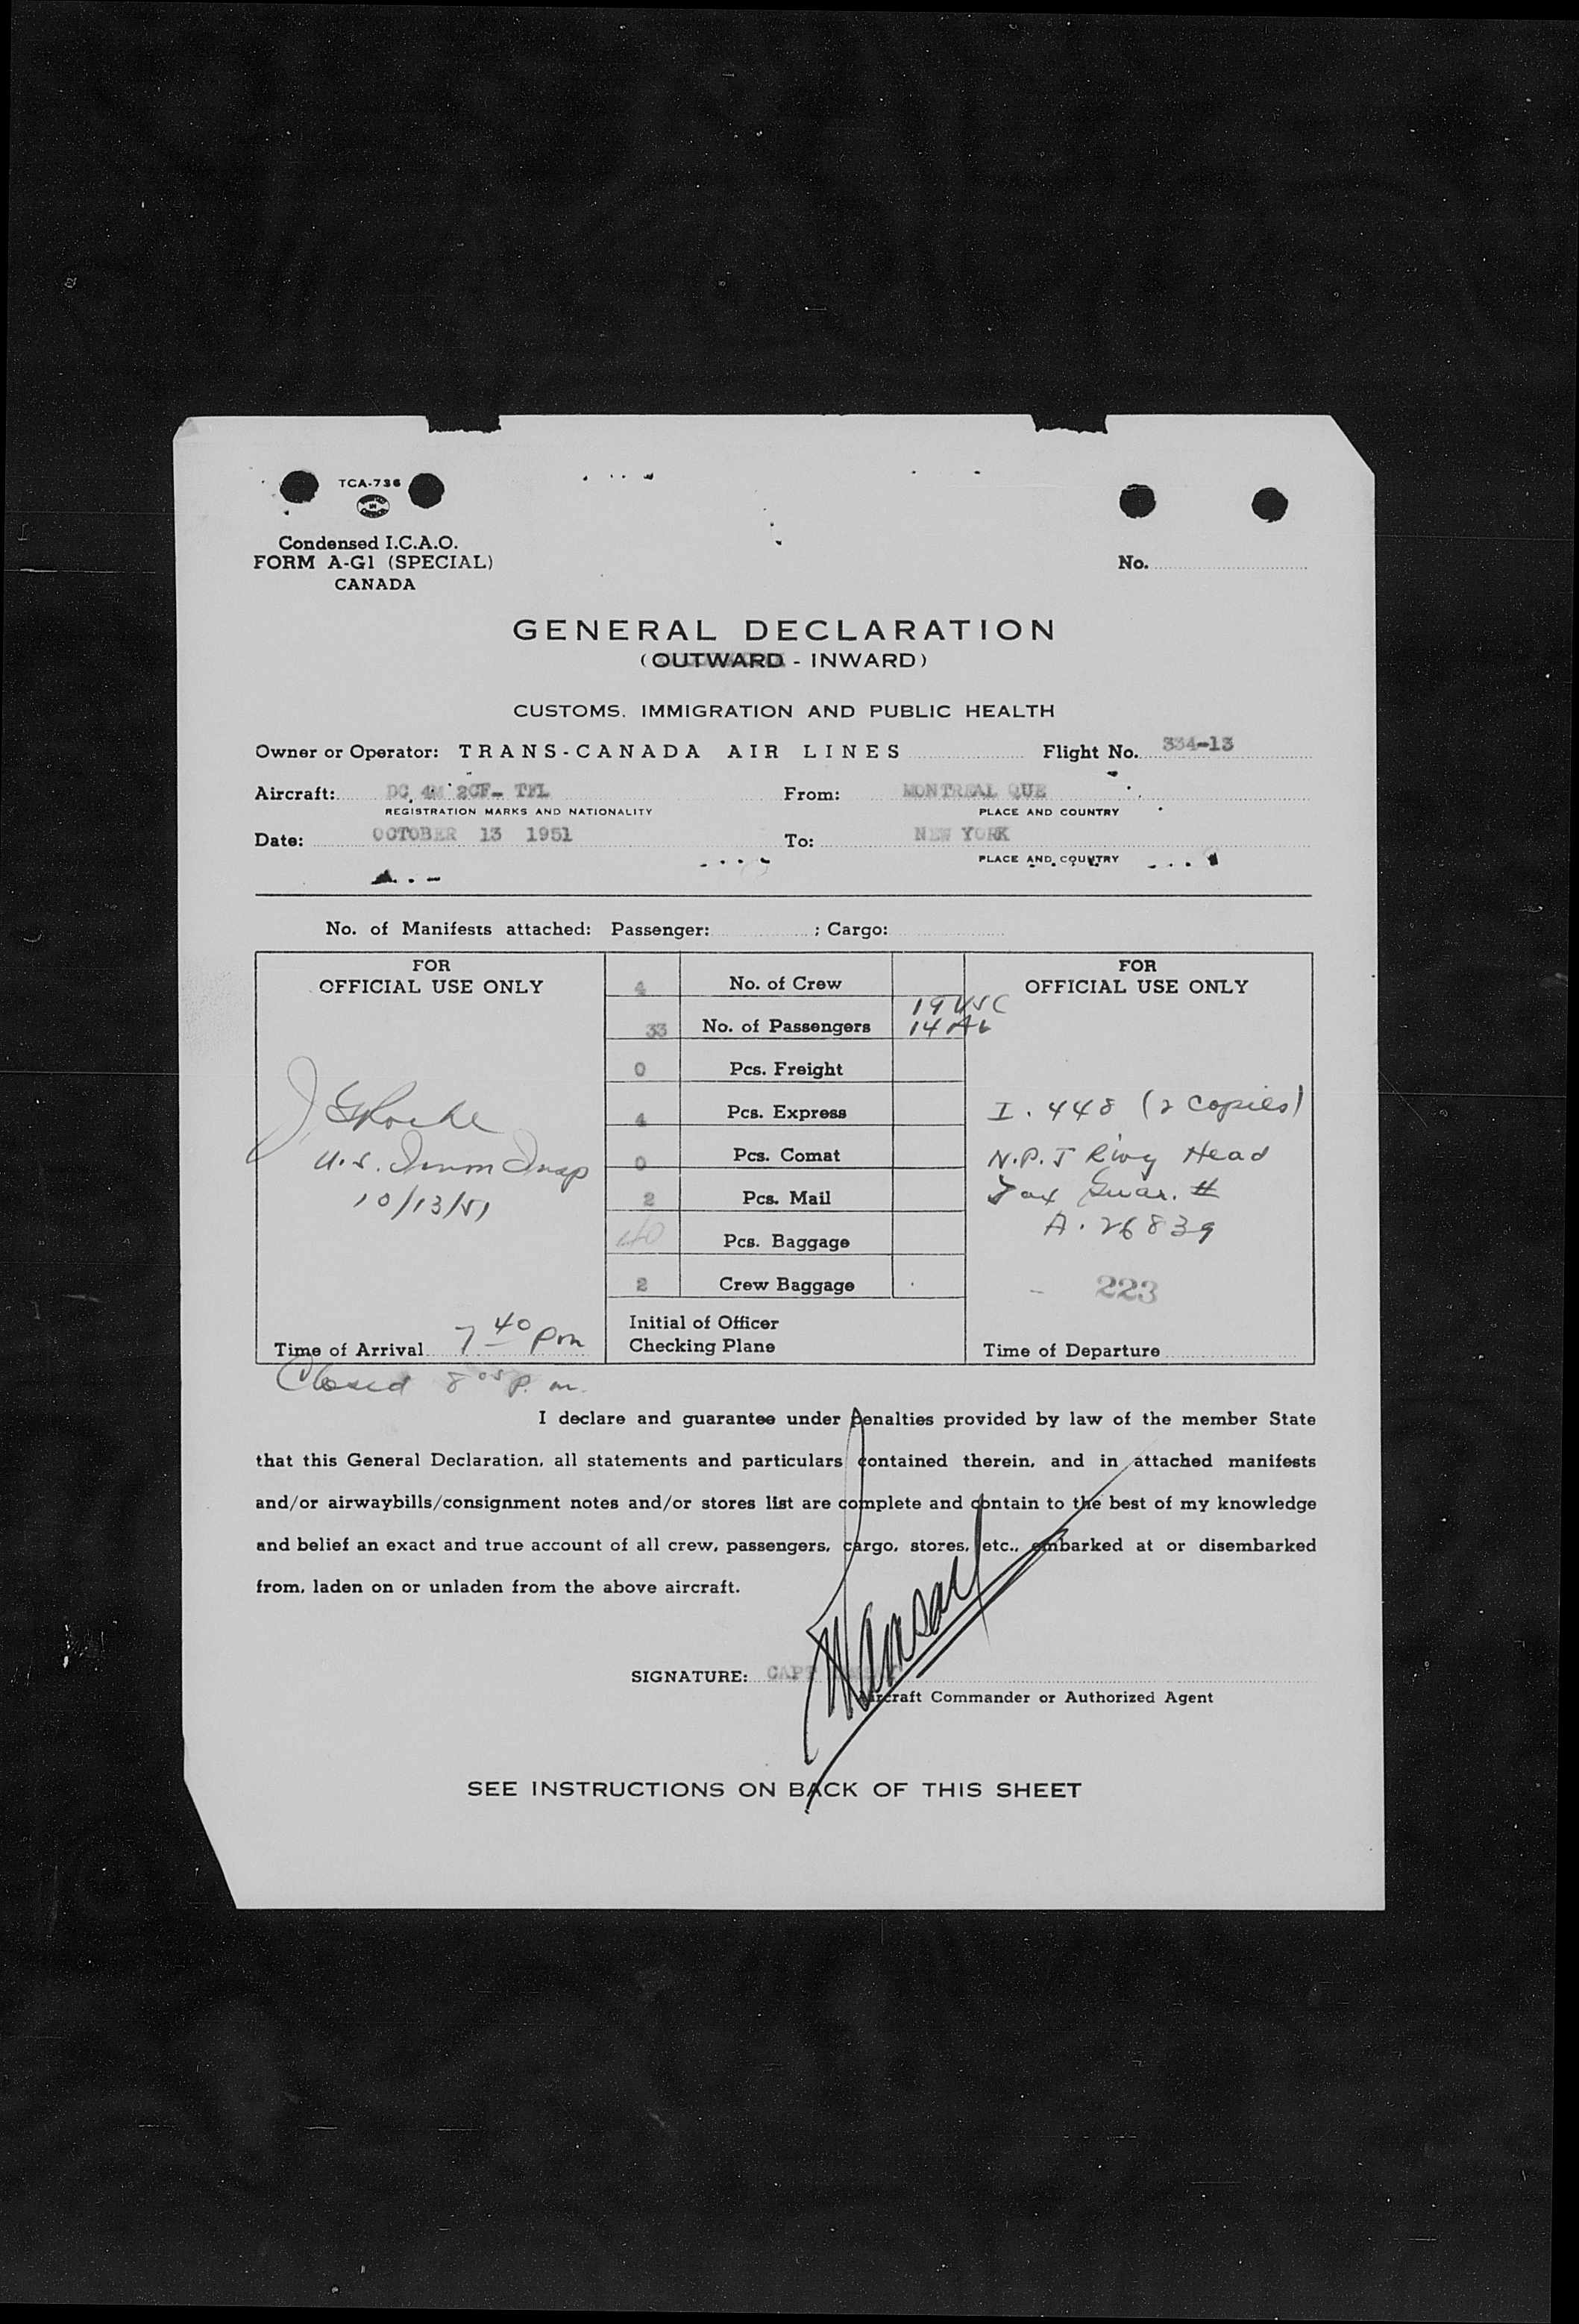 TCA-736
Condensed I.C.A.O.
FORM A-G1 (SPECIAL)
CANADA
No.
GENERAL DECLARATION
(OUTWARD - INWARD)
CUSTOMS, IMMIGRATION AND PUBLIC HEALTH
Owner or Operator: TRANS-CANADA AIR LINES Flight No. 334-13
Aircraft: DC 4M 2CF- TFL From: MONTREAL QUE
REGISTRATION MARKS AND NATIONALITY PLACE AND COUNTRY
Date: OCTOBER 13 1951 To: NEW YORK
PLACE AND COUNTRY
No. of Manifests attached: Passenger: ; Cargo:
FOR
OFFICIAL USE ONLY
J Roche
U.S. Imm Insp
10/13/51
Time of Arrival 7 40 pm
Closed 8 05 p.m.
4 No. of Crew
33 No. of Passengers 19 USC
14 AL
0 Pcs. Freight
4 Pcs. Express
0 Pcs. Comat
2 Pcs. Mail
40 Pcs. Baggage
2 Crew Baggage
Initial of Officer
Checking Plane
FOR
OFFICIAL USE ONLY
I. 448 (2 copies)
Head
Tax Guar. #
A. 26839
223
Time of Departure
I declare and guarantee under penalties provided by law of the member State
that this General Declaration, all statements and particulars contained therein, and in attached manifests
and/or airwaybills/consignment notes and/or stores list are complete and contain to the best of my knowledge
and belief an exact and true account of all crew, passengers, cargo, stores, etc., embarked at or disembarked
from, laden on or unladen from the above aircraft.
SIGNATURE: CAPT
Aircraft Commander or Authorized Agent
SEE INSTRUCTIONS ON BACK OF THIS SHEET